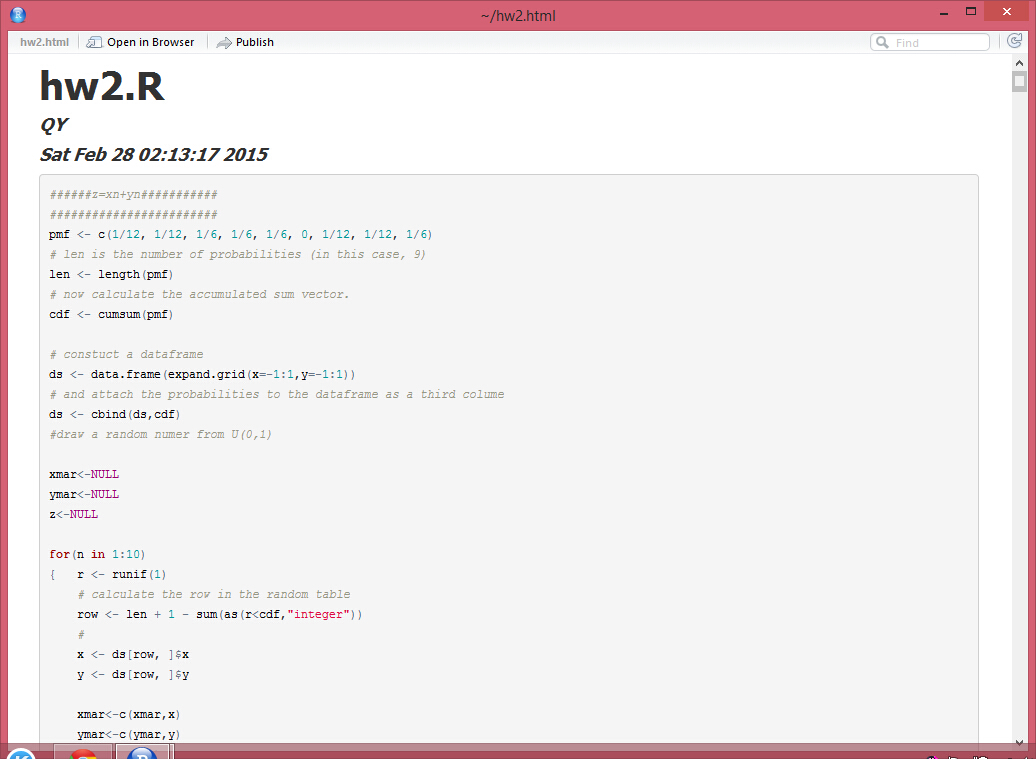 ~/hw2.html
hw2.html Open in Browser Publish Find
hw2.R
QY
Sat Feb 28 02:13:17 2015
######z=xn+yn###########
########################
pmf <- c(1/12, 1/12, 1/6, 1/6, 1/6, 0, 1/12, 1/12, 1/6)
# len is the number of probabilities (in this case, 9)
len <- length(pmf)
# now calculate the accumulated sum vector.
cdf <- cumsum(pmf)
# constuct a dataframe
ds <- data.frame(expand.grid(x=-1:1,y=-1:1))
# and attach the probabilities to the dataframe as a third colume
ds <- cbind(ds,cdf)
#draw a random numer from U(0,1)
xmar<-NULL
ymar<-NULL
z<-NULL
for(n in 1:10)
{   r <- runif(1)
    # calculate the row in the random table
    row <- len + 1 - sum(as(r<cdf,"integer"))
    #
    x <- ds[row, ]$x
    y <- ds[row, ]$y
    xmar<-c(xmar,x)
    ymar<-c(ymar,y)